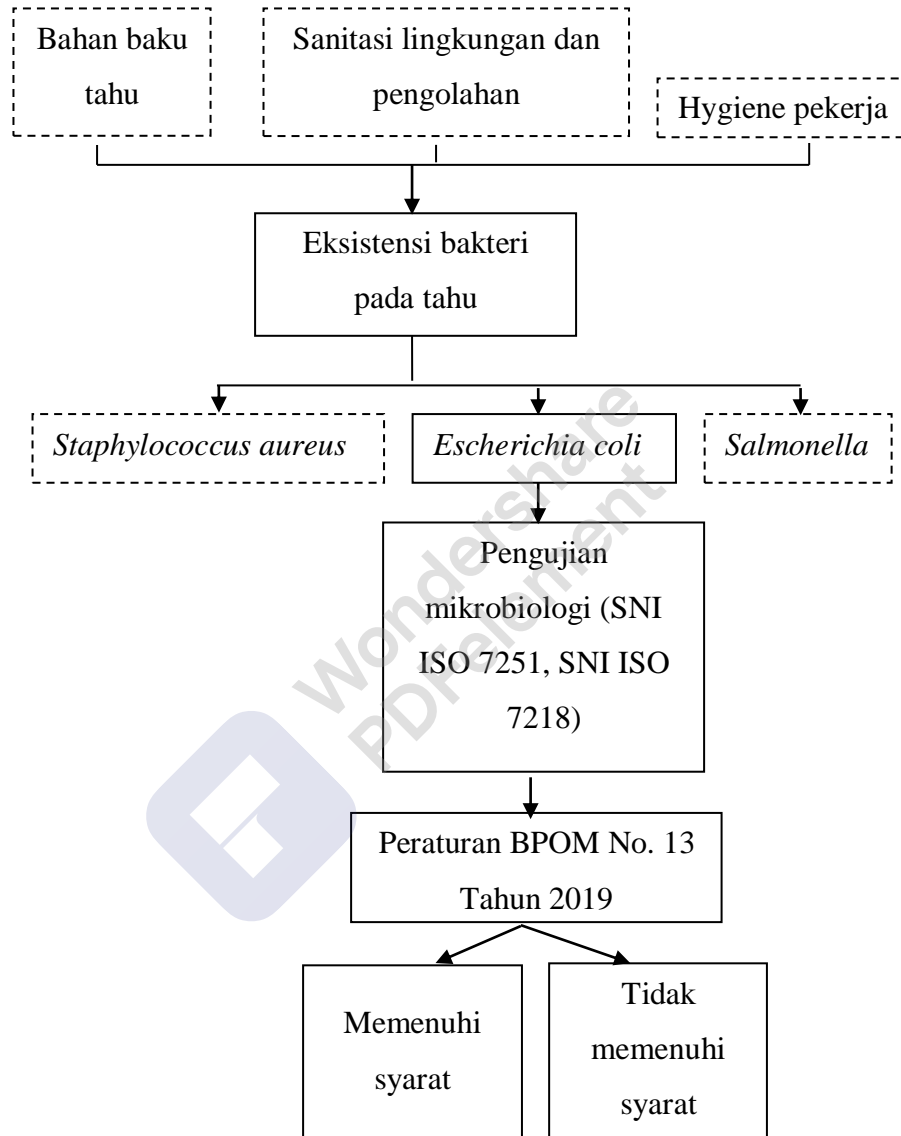 Bahan baku
tahu
Sanitasi lingkungan dan
pengolahan
Hygiene pekerja
Eksistensi bakteri
pada tahu
Staphylococcus aureus
Escherichia coli
Salmonella
Pengujian
mikrobiologi (SNI
ISO 7251, SNI ISO
7218)
Peraturan BPOM No. 13
Tahun 2019
Memenuhi
syarat
Tidak
memenuhi
syarat
Wondershare
PDFelement